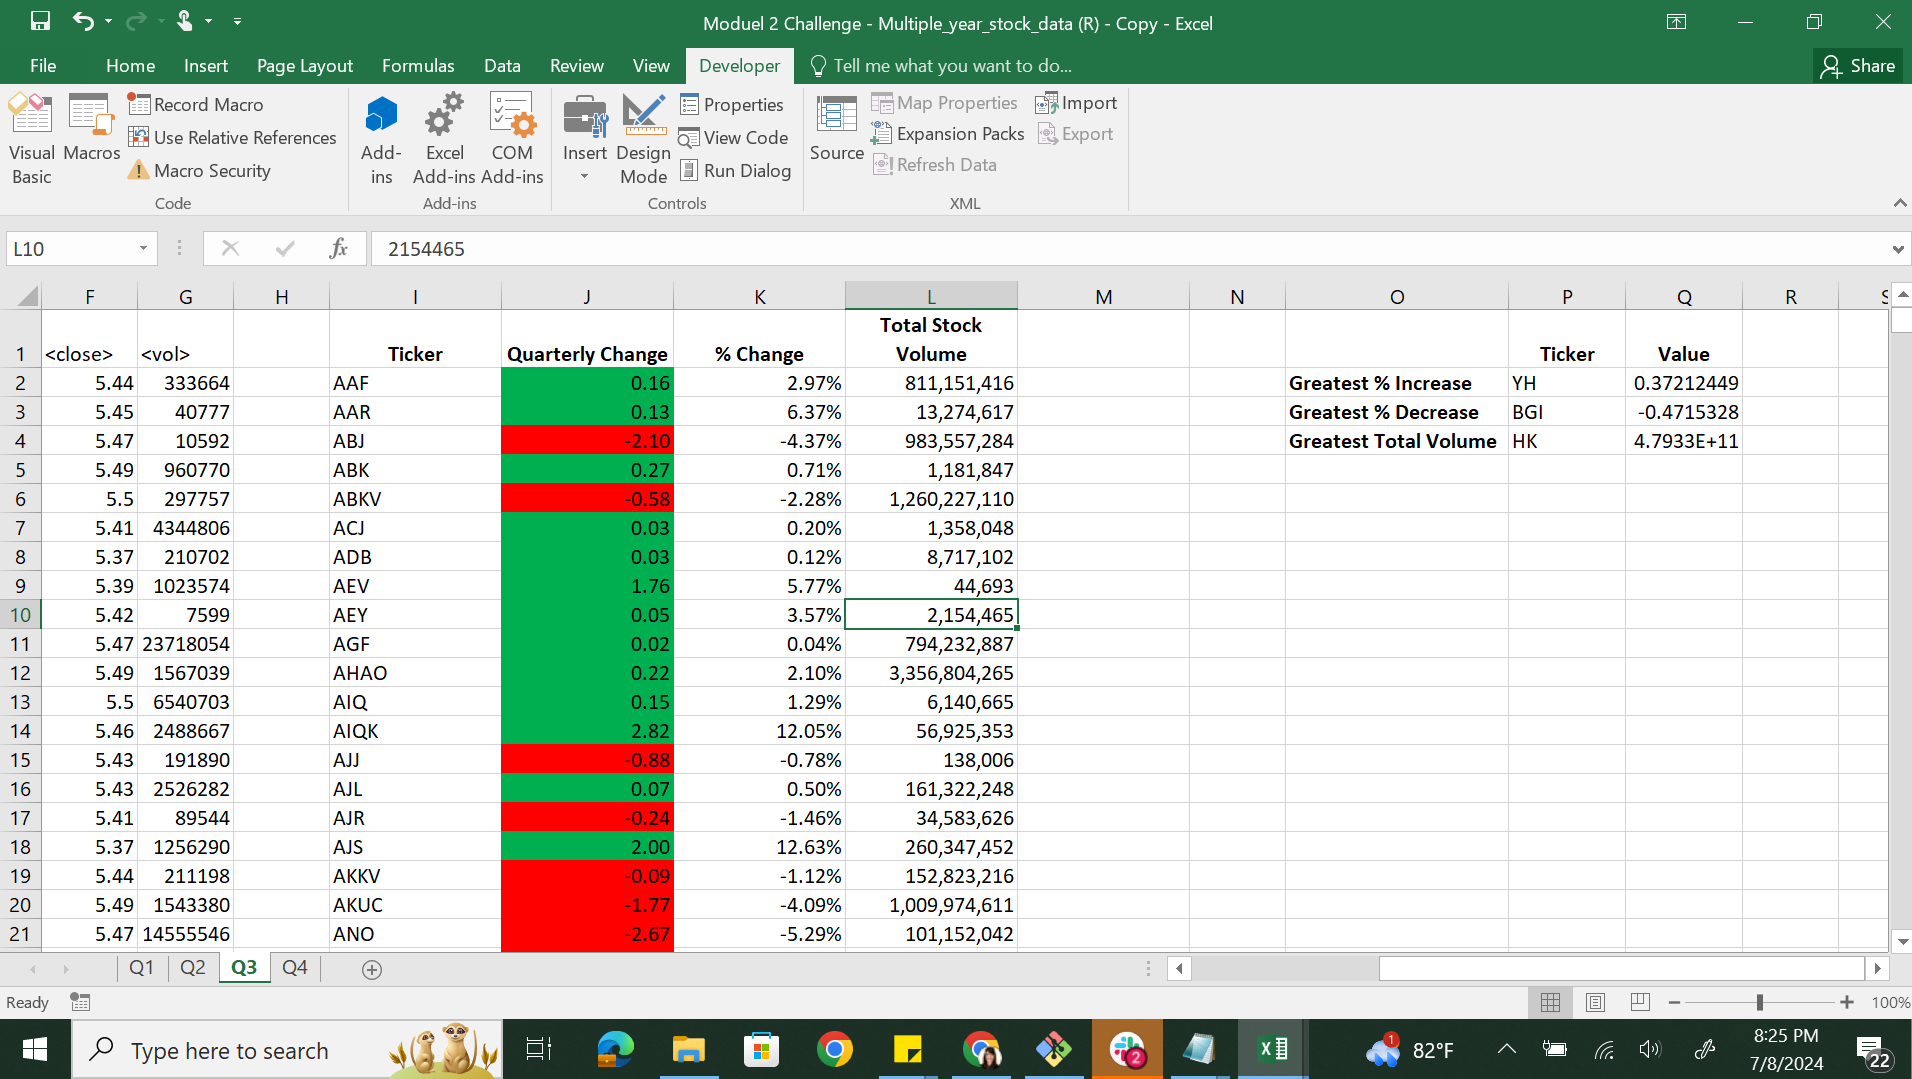 Moduel 2 Challenge - Multiple_year_stock_data (R) - Copy - Excel
File Home Insert Page Layout Formulas Data Review View Developer Tell me what you want to do... Share
Visual Basic
Macros
Record Macro
Use Relative References
Macro Security
Code
Add-ins
Excel Add-ins
COM Add-ins
Add-ins
Insert
Design Mode
Properties
View Code
Run Dialog
Controls
Source
Map Properties
Expansion Packs
Refresh Data
Import
Export
XML
L10 fx 2154465
F G H I J K L M N O P Q R S
1 <close> <vol> Ticker Quarterly Change % Change Total Stock Volume Ticker Value
2 5.44 333664 AAF 0.16 2.97% 811,151,416 Greatest % Increase YH 0.37212449
3 5.45 40777 AAR 0.13 6.37% 13,274,617 Greatest % Decrease BGI -0.4715328
4 5.47 10592 ABJ -2.10 -4.37% 983,557,284 Greatest Total Volume HK 4.7933E+11
5 5.49 960770 ABK 0.27 0.71% 1,181,847
6 5.5 297757 ABKV -0.58 -2.28% 1,260,227,110
7 5.41 4344806 ACJ 0.03 0.20% 1,358,048
8 5.37 210702 ADB 0.03 0.12% 8,717,102
9 5.39 1023574 AEV 1.76 5.77% 44,693
10 5.42 7599 AEY 0.05 3.57% 2,154,465
11 5.47 23718054 AGF 0.02 0.04% 794,232,887
12 5.49 1567039 AHAO 0.22 2.10% 3,356,804,265
13 5.5 6540703 AIQ 0.15 1.29% 6,140,665
14 5.46 2488667 AIQK 2.82 12.05% 56,925,353
15 5.43 191890 AJJ -0.88 -0.78% 138,006
16 5.43 2526282 AJL 0.07 0.50% 161,322,248
17 5.41 89544 AJR -0.24 -1.46% 34,583,626
18 5.37 1256290 AJS 2.00 12.63% 260,347,452
19 5.44 211198 AKKV -0.09 -1.12% 152,823,216
20 5.49 1543380 AKUC -1.77 -4.09% 1,009,974,611
21 5.47 14555546 ANO -2.67 -5.29% 101,152,042
Q1 Q2 Q3 Q4
Ready 100%
Type here to search 2 1 82°F 8:25 PM
7/8/2024 22